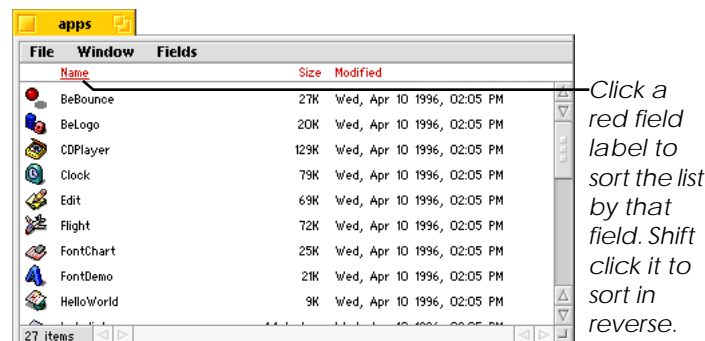 apps
File Window Fields
Name Size Modified
BeBounce 27K Wed, Apr 10 1996, 02:05 PM
BeLogo 20K Wed, Apr 10 1996, 02:05 PM
CDPlayer 129K Wed, Apr 10 1996, 02:05 PM
Clock 79K Wed, Apr 10 1996, 02:05 PM
Edit 69K Wed, Apr 10 1996, 02:05 PM
Flight 72K Wed, Apr 10 1996, 02:05 PM
FontChart 25K Wed, Apr 10 1996, 02:05 PM
FontDemo 21K Wed, Apr 10 1996, 02:05 PM
HelloWorld 9K Wed, Apr 10 1996, 02:05 PM
27 items
Click a
red field
label to
sort the list
by that
field. Shift
click it to
sort in
reverse.